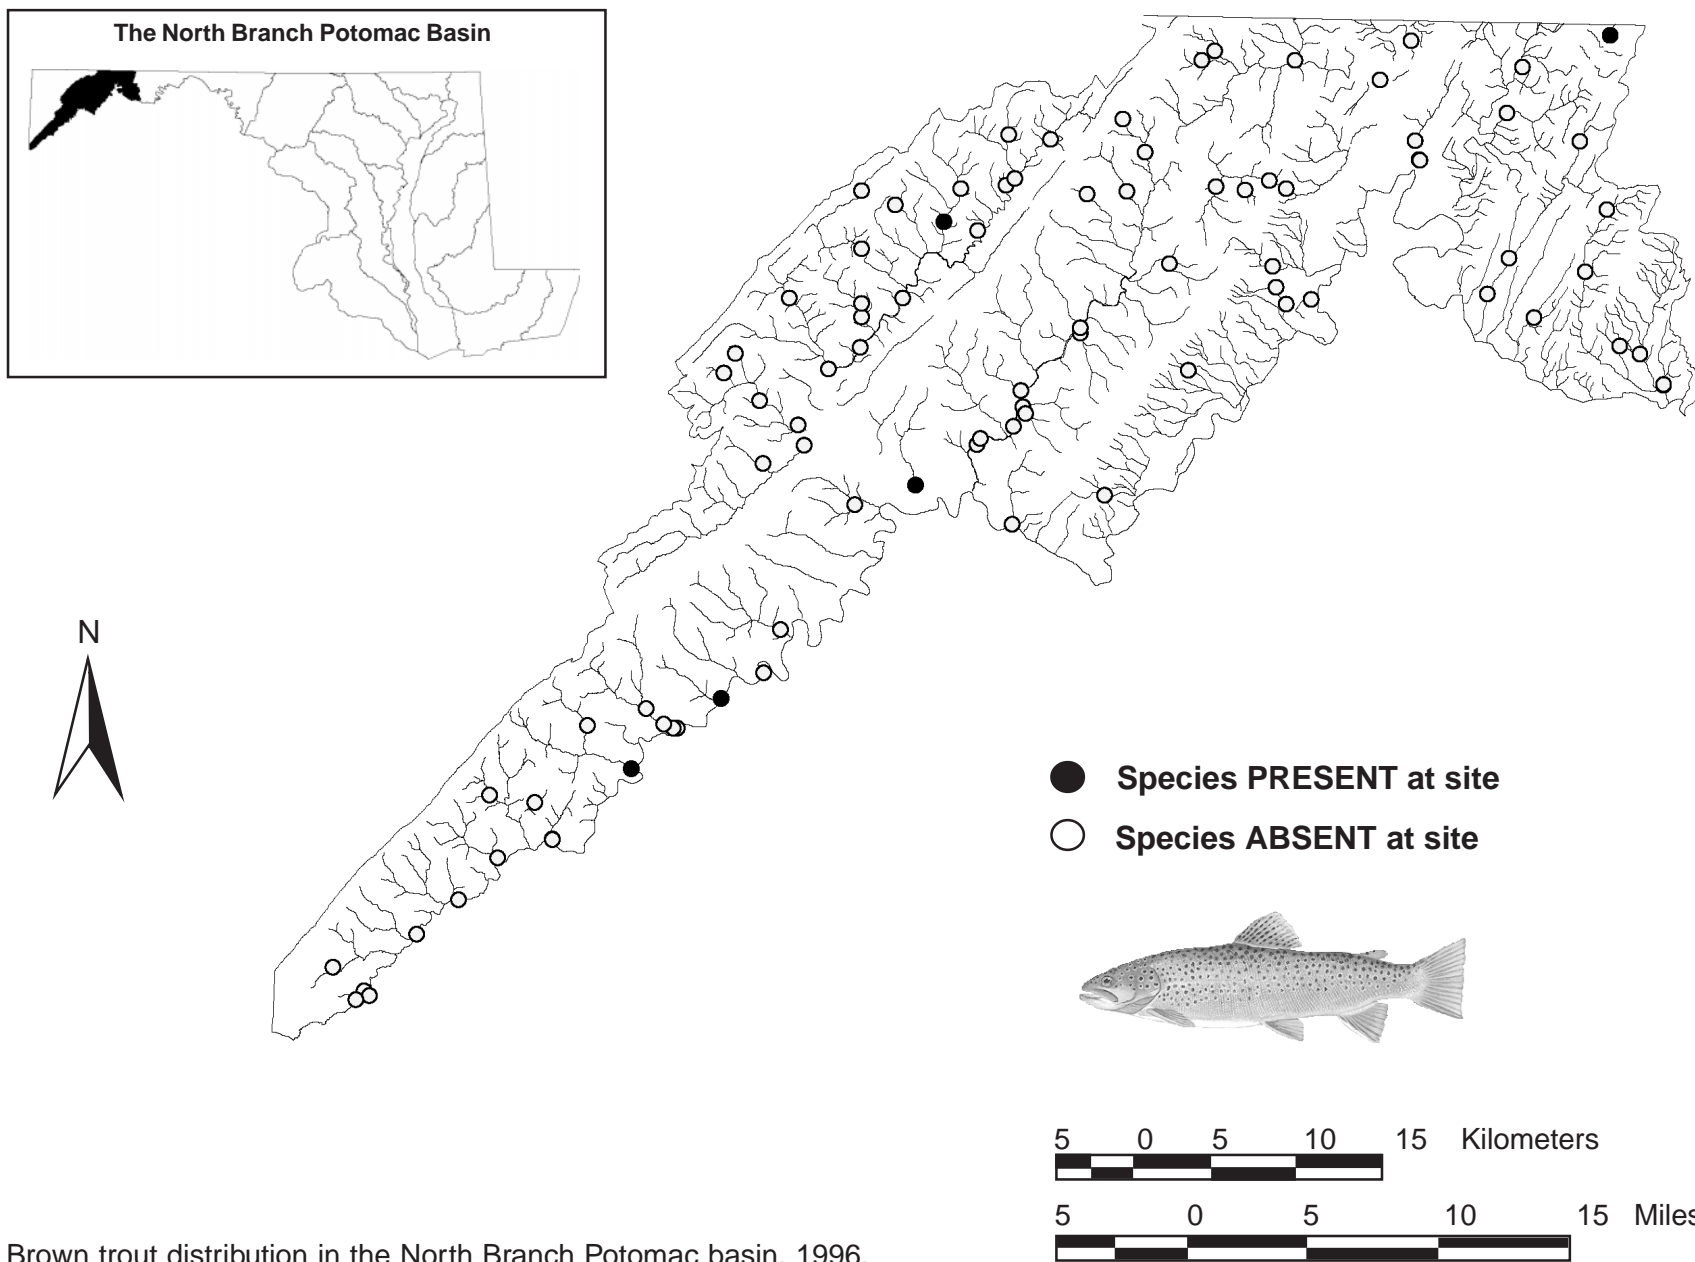 The North Branch Potomac Basin
N
Species PRESENT at site
Species ABSENT at site
5 0 5 10 15 Kilometers
5 0 5 10 15 Miles
Brown trout distribution in the North Branch Potomac basin, 1996.